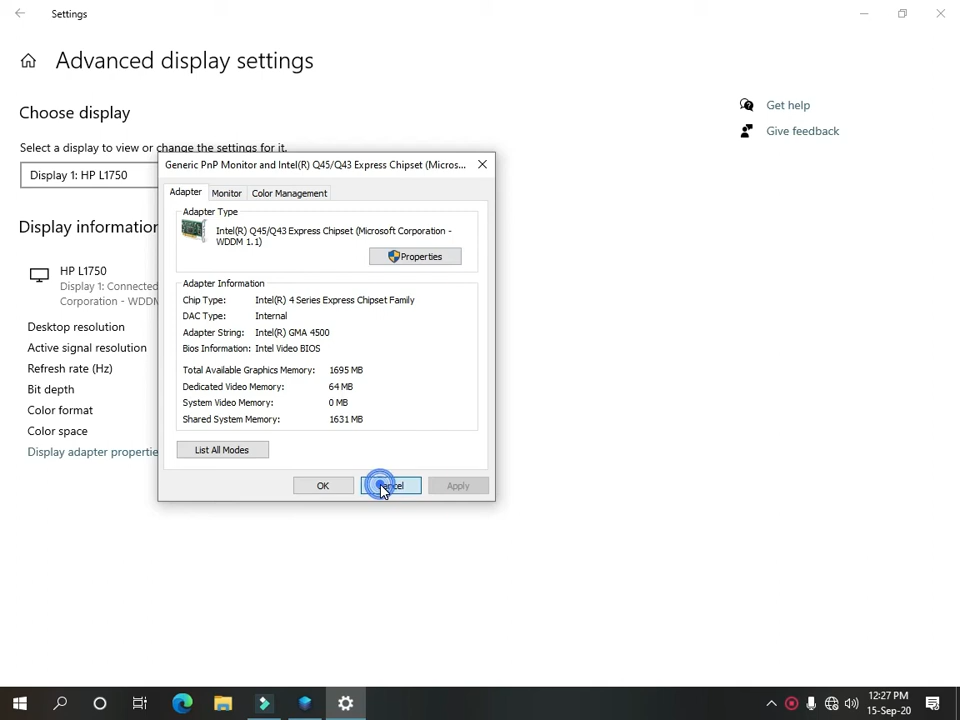 Settings
Advanced display settings
Choose display
Get help
Give feedback
Select a display to view or change the settings for it.
Display 1: HP L1750
Generic PnP Monitor and Intel(R) Q45/Q43 Express Chipset (Micros...
Adapter Monitor Color Management
Adapter Type
Intel(R) Q45/Q43 Express Chipset (Microsoft Corporation -
WDDM 1.1)
Properties
Display information
HP L1750
Display 1: Connected
Corporation - WDDM
Desktop resolution
Active signal resolution
Refresh rate (Hz)
Bit depth
Color format
Color space
Display adapter propertie
Adapter Information
Chip Type: Intel(R) 4 Series Express Chipset Family
DAC Type: Internal
Adapter String: Intel(R) GMA 4500
Bios Information: Intel Video BIOS
Total Available Graphics Memory: 1695 MB
Dedicated Video Memory: 64 MB
System Video Memory: 0 MB
Shared System Memory: 1631 MB
List All Modes
OK Cancel Apply
12:27 PM
15-Sep-20